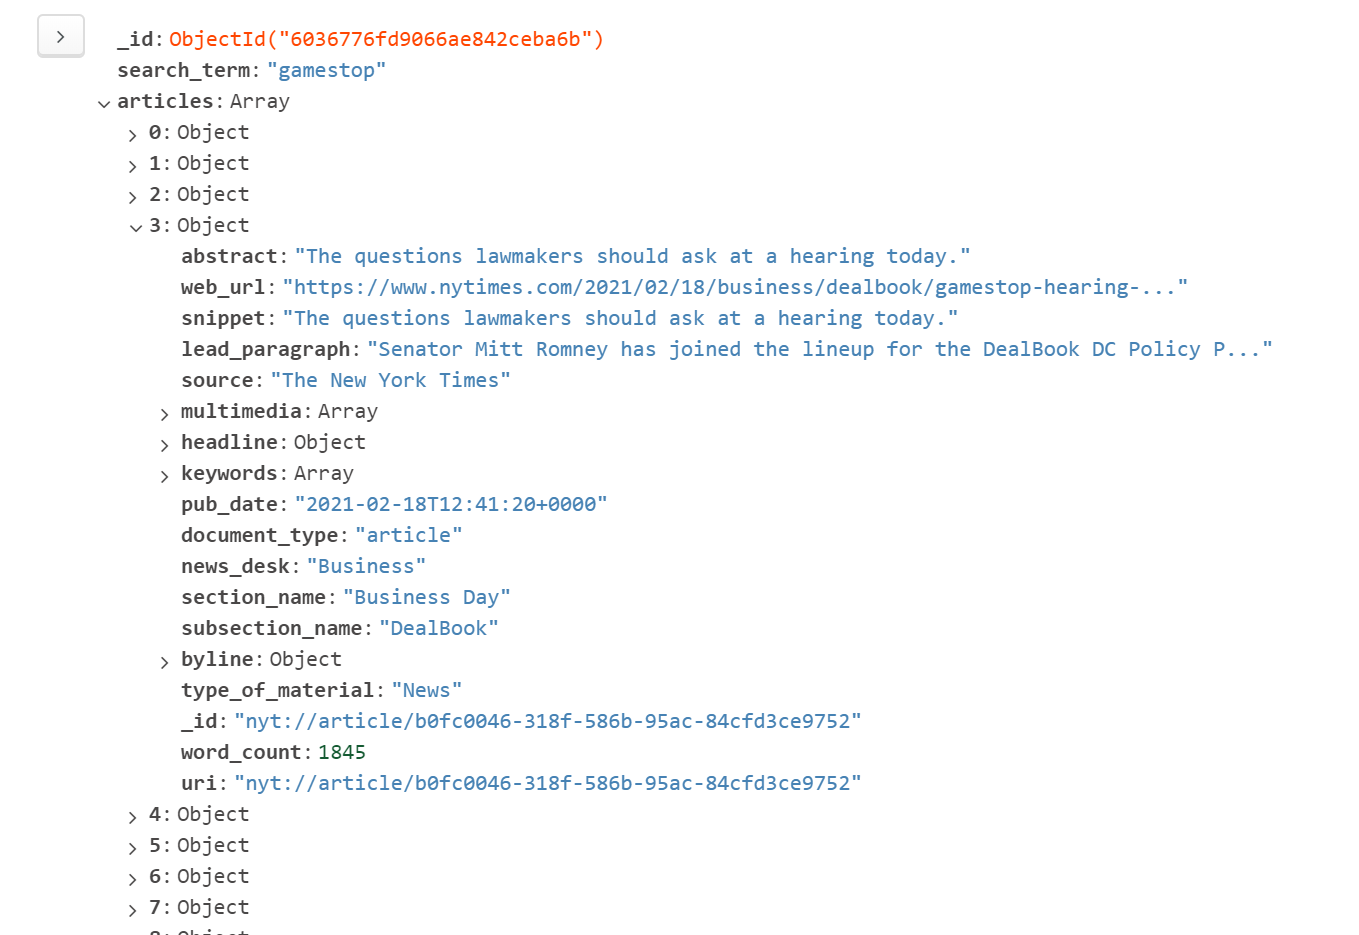 _id: ObjectId("6036776fd9066ae842ceba6b")
search_term: "gamestop"
articles: Array
0: Object
1: Object
2: Object
3: Object
abstract: "The questions lawmakers should ask at a hearing today."
web_url: "https://www.nytimes.com/2021/02/18/business/dealbook/gamestop-hearing-..."
snippet: "The questions lawmakers should ask at a hearing today."
lead_paragraph: "Senator Mitt Romney has joined the lineup for the DealBook DC Policy P..."
source: "The New York Times"
multimedia: Array
headline: Object
keywords: Array
pub_date: "2021-02-18T12:41:20+0000"
document_type: "article"
news_desk: "Business"
section_name: "Business Day"
subsection_name: "DealBook"
byline: Object
type_of_material: "News"
_id: "nyt://article/b0fc0046-318f-586b-95ac-84cfd3ce9752"
word_count: 1845
uri: "nyt://article/b0fc0046-318f-586b-95ac-84cfd3ce9752"
4: Object
5: Object
6: Object
7: Object
8: Object